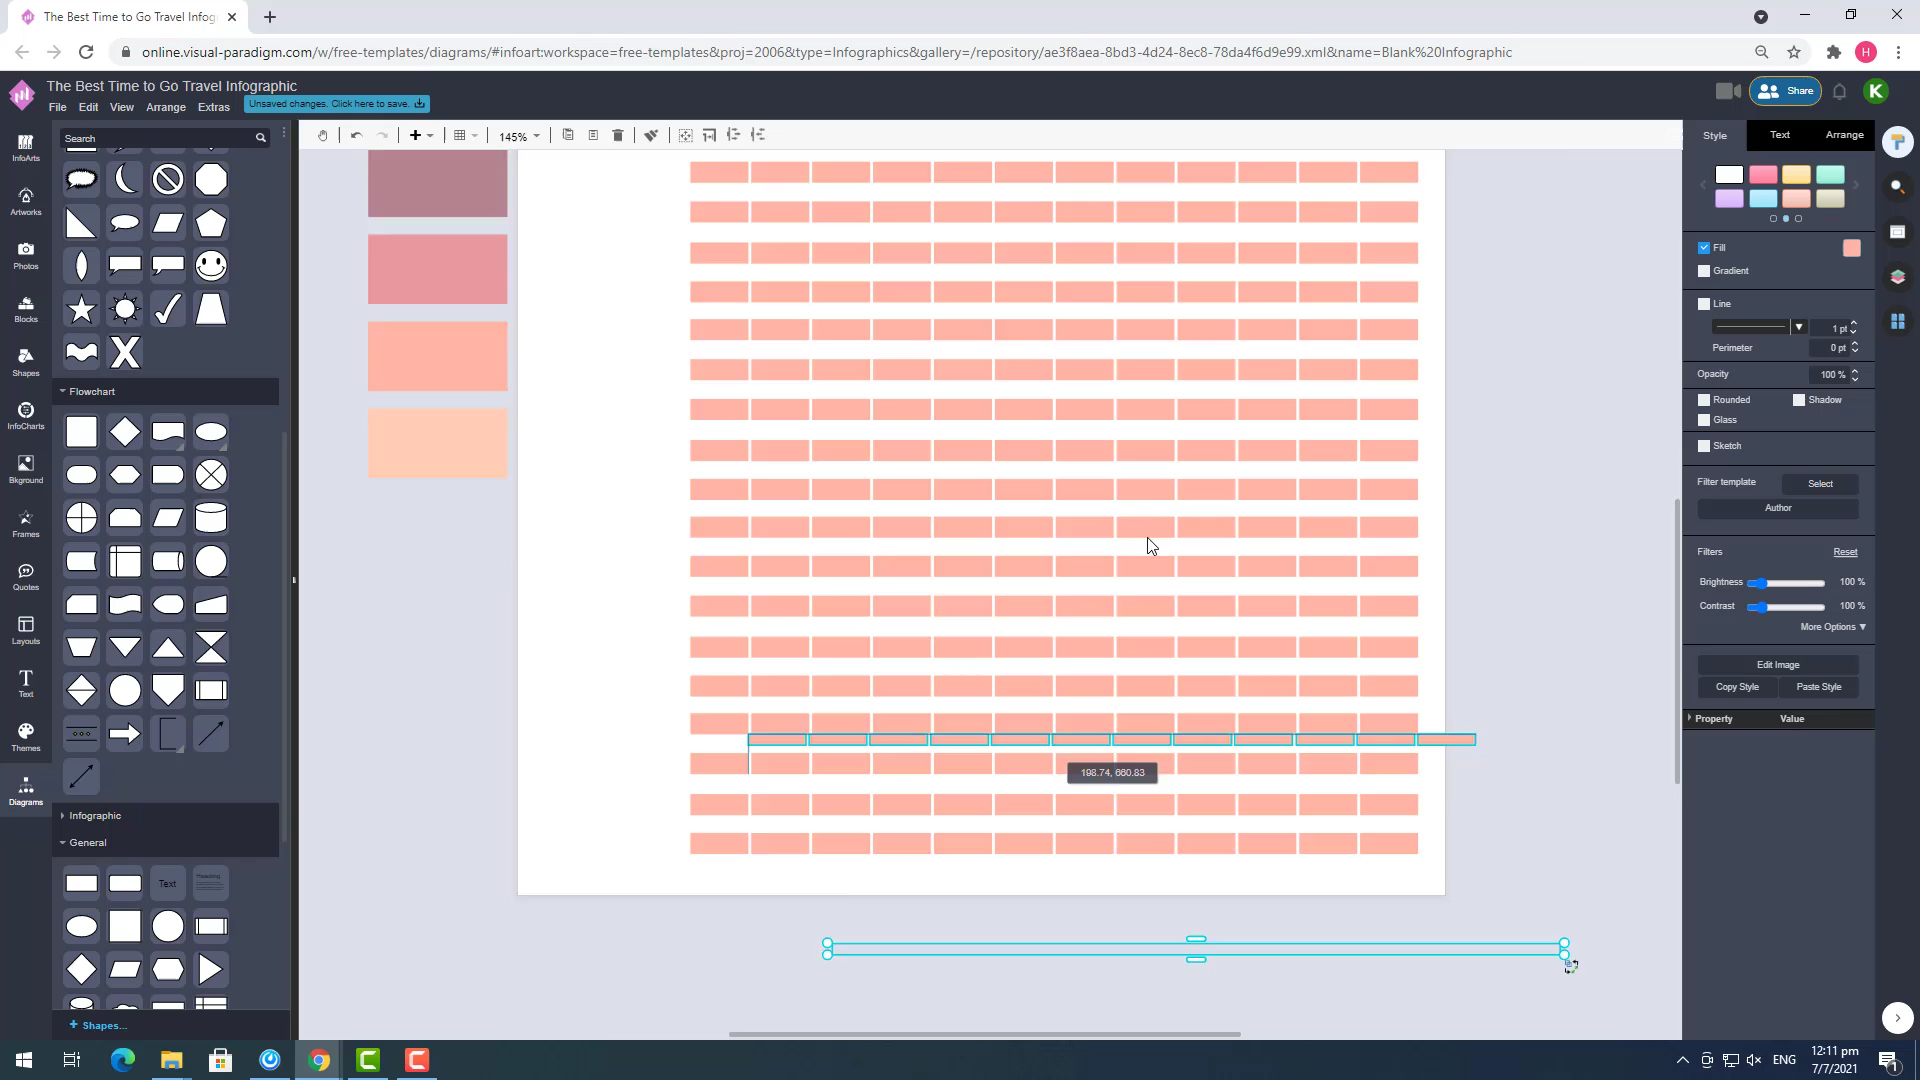 The Best Time to Go Travel Infog
online.visual-paradigm.com/w/free-templates/diagrams/#infoart:workspace=free-templates&proj=2006&type=Infographics&gallery=/repository/ae3f8aea-8bd3-4d24-8ec8-78da4f6d9e99.xml&name=Blank%20Infographic
H
The Best Time to Go Travel Infographic
File Edit View Arrange Extras
Unsaved changes. Click here to save.
Share
K
Search
145%
Style Text Arrange
InfoArts
Artworks
Photos
Blocks
Shapes
InfoCharts
Bkground
Frames
Quotes
Layouts
Text
Themes
Diagrams
Flowchart
Infographic
General
Text
Heading
+ Shapes...
198.74, 660.83
Fill
Gradient
Line
1 pt
Perimeter 0 pt
Opacity 100 %
Rounded Shadow
Glass
Sketch
Filter template Select
Author
Filters Reset
Brightness 100 %
Contrast 100 %
More Options ▼
Edit Image
Copy Style Paste Style
Property Value
ENG
12:11 pm
7/7/2021
1